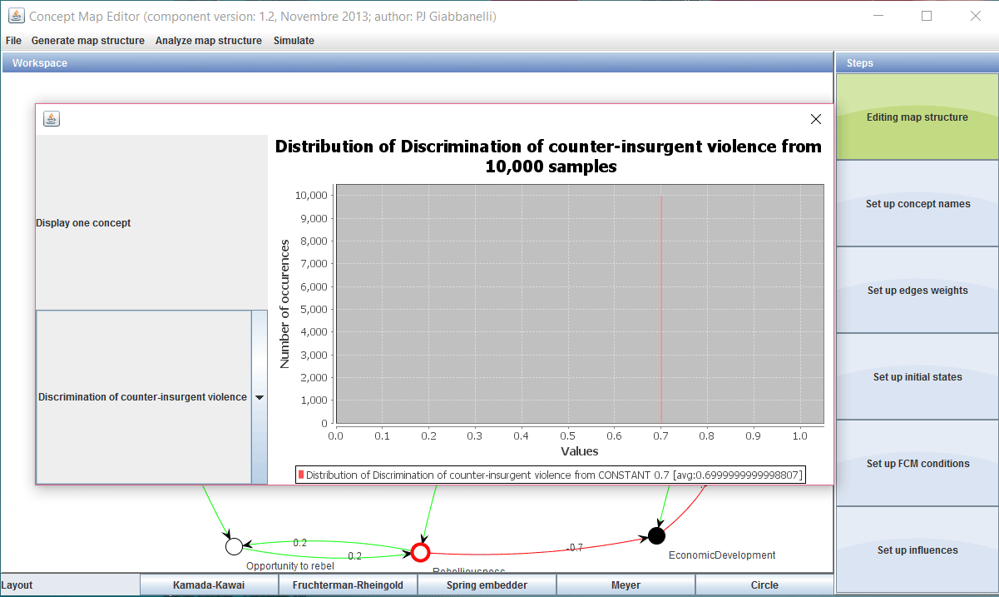 Concept Map Editor (component version: 1.2, Novembre 2013; author: PJ Giabbanelli)
File Generate map structure Analyze map structure Simulate
Workspace
Steps
Editing map structure
Set up concept names
Set up edges weights
Set up initial states
Set up FCM conditions
Set up influences
Display one concept
Discrimination of counter-insurgent violence
Distribution of Discrimination of counter-insurgent violence from
10,000 samples
Number of occurences
10,000
9,000
8,000
7,000
6,000
5,000
4,000
3,000
2,000
1,000
0
0.0 0.1 0.2 0.3 0.4 0.5 0.6 0.7 0.8 0.9 1.0
Values
Distribution of Discrimination of counter-insurgent violence from CONSTANT 0.7 [avg:0.6999999999998807]
0.2
0.2
-0.7
Opportunity to rebel
Rebelliousness
EconomicDevelopment
Layout Kamada-Kawai Fruchterman-Rheingold Spring embedder Meyer Circle